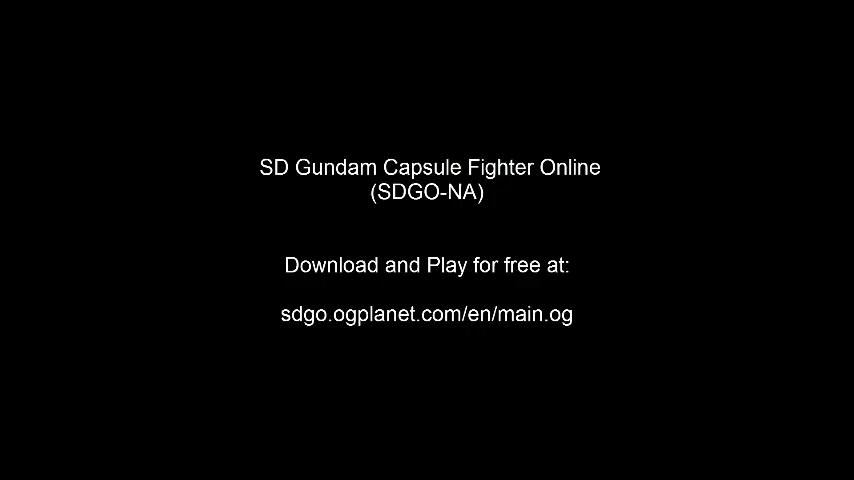 SD Gundam Capsule Fighter Online
(SDGO-NA)
Download and Play for free at:
sdgo.ogplanet.com/en/main.og